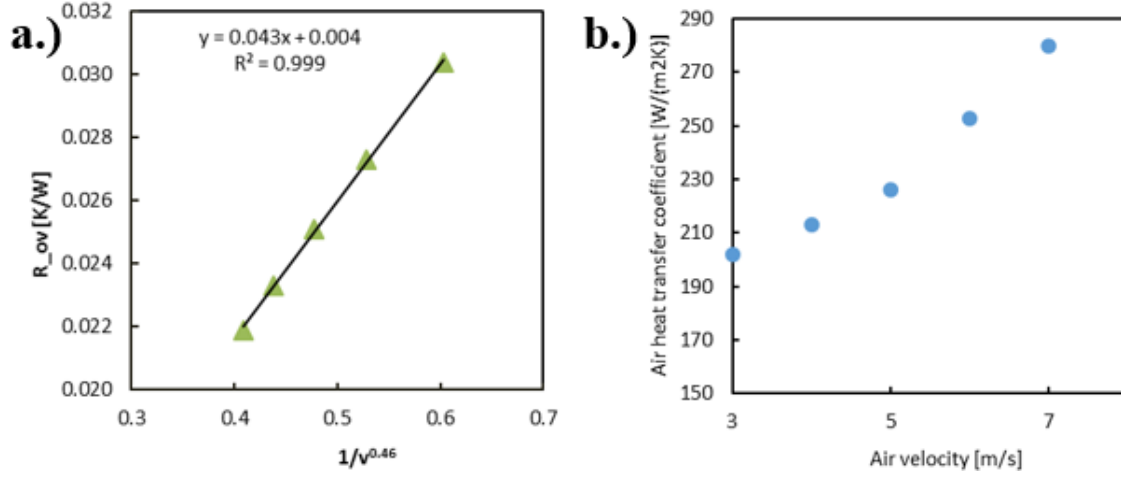 a.)
y = 0.043x + 0.004
R² = 0.999
R_ov [K/W]
0.032
0.030
0.028
0.026
0.024
0.022
0.020
0.3 0.4 0.5 0.6 0.7
1/v^0.46
b.)
Air heat transfer coefficient [W/(m2K)]
290
270
250
230
210
190
170
150
3 5 7
Air velocity [m/s]